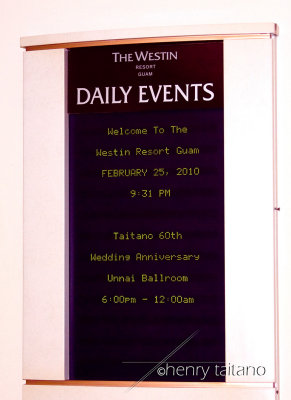 THE WESTIN
RESORT
GUAM
DAILY EVENTS
Welcome To The
Westin Resort Guam
FEBRUARY 25, 2010
9:31 PM
Taitano 60th
Wedding Anniversary
Unnai Ballroom
6:00pm - 12:00am
©henry taitano